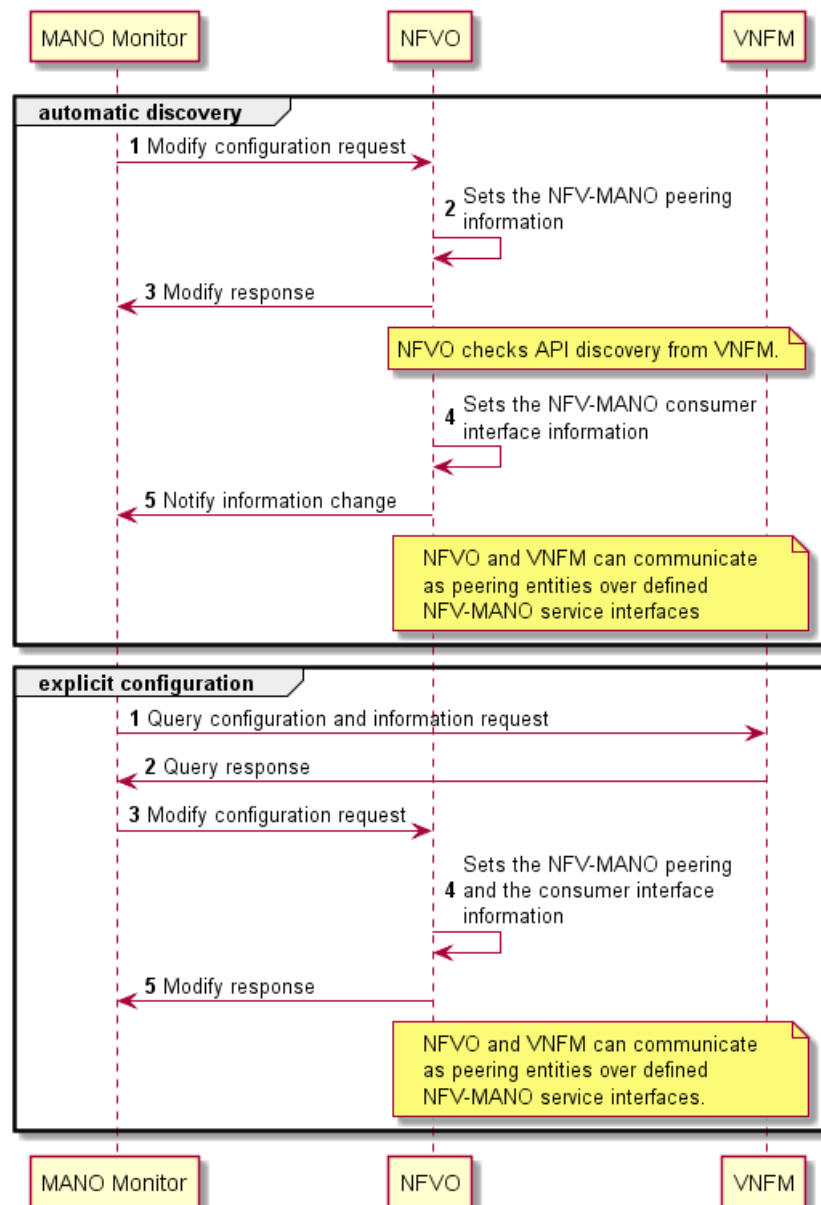 MANO Monitor
NFVO
VNFM
automatic discovery
1 Modify configuration request
2 Sets the NFV-MANO peering
information
3 Modify response
NFVO checks API discovery from VNFM.
4 Sets the NFV-MANO consumer
interface information
5 Notify information change
NFVO and VNFM can communicate
as peering entities over defined
NFV-MANO service interfaces
explicit configuration
1 Query configuration and information request
2 Query response
3 Modify configuration request
Sets the NFV-MANO peering
4 and the consumer interface
information
5 Modify response
NFVO and VNFM can communicate
as peering entities over defined
NFV-MANO service interfaces.
MANO Monitor
NFVO
VNFM